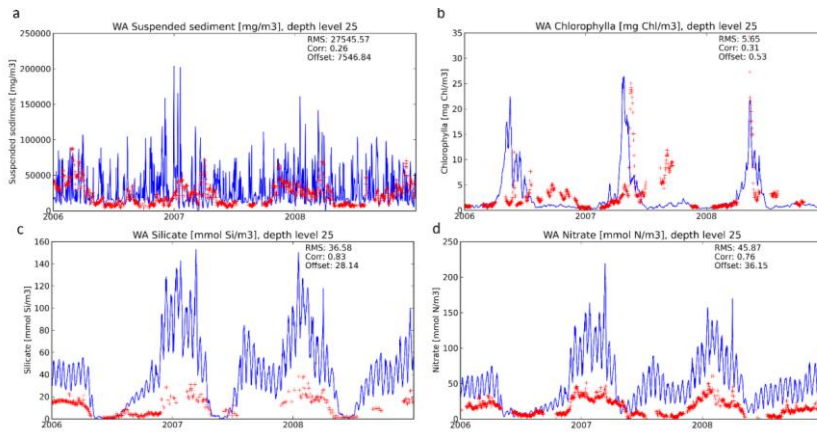 a
WA Suspended sediment [mg/m3], depth level 25
RMS: 27545.57
Corr: 0.26
Offset: 7546.84
Suspended sediment [mg/m3]
250000
200000
150000
100000
50000
0
2006
2007
2008
b
WA Chlorophylla [mg Chl/m3], depth level 25
RMS: 5.65
Corr: 0.31
Offset: 0.53
Chlorophylla [mg Chl/m3]
35
30
25
20
15
10
5
0
2006
2007
2008
c
WA Silicate [mmol Si/m3], depth level 25
RMS: 36.58
Corr: 0.83
Offset: 28.14
Silicate [mmol Si/m3]
160
140
120
100
80
60
40
20
0
2006
2007
2008
d
WA Nitrate [mmol N/m3], depth level 25
RMS: 45.87
Corr: 0.76
Offset: 36.15
Nitrate [mmol N/m3]
250
200
150
100
50
0
2006
2007
2008